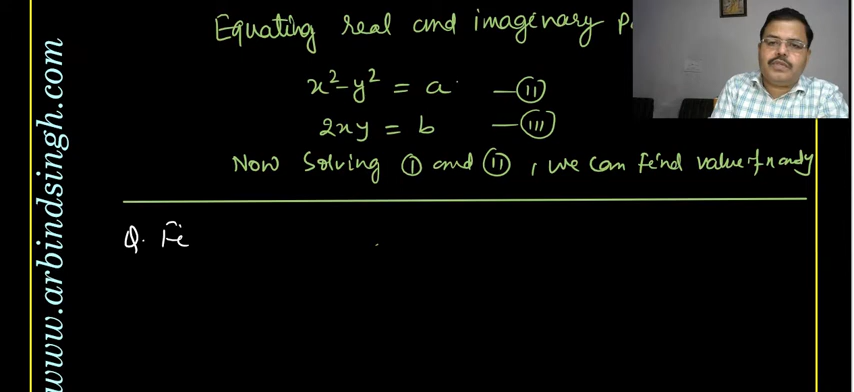 Equating real and imaginary
x² - y² = a. —(II)
2xy = b —(III)
Now Solving (I) and (II), we can find value of x and y
Q. Fi
www.arbindsingh.com